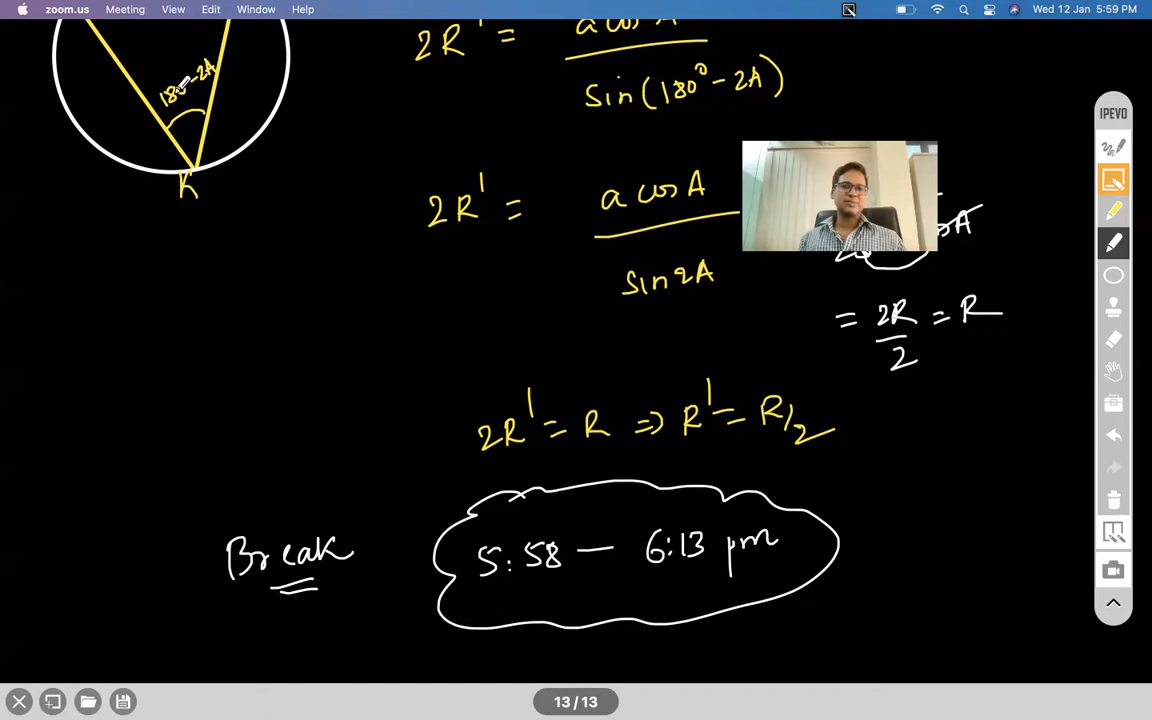 zoom.us Meeting View Edit Window Help Wed 12 Jan 5:59 PM
180°-2A
K
2R' = a cos A
sin(180° - 2A)
IPEVO
2R' = a cos A
sin 2A
= 2R = R
2
2R' = R ⇒ R' = R/2
Break 5:58 — 6:13 pm
13 / 13